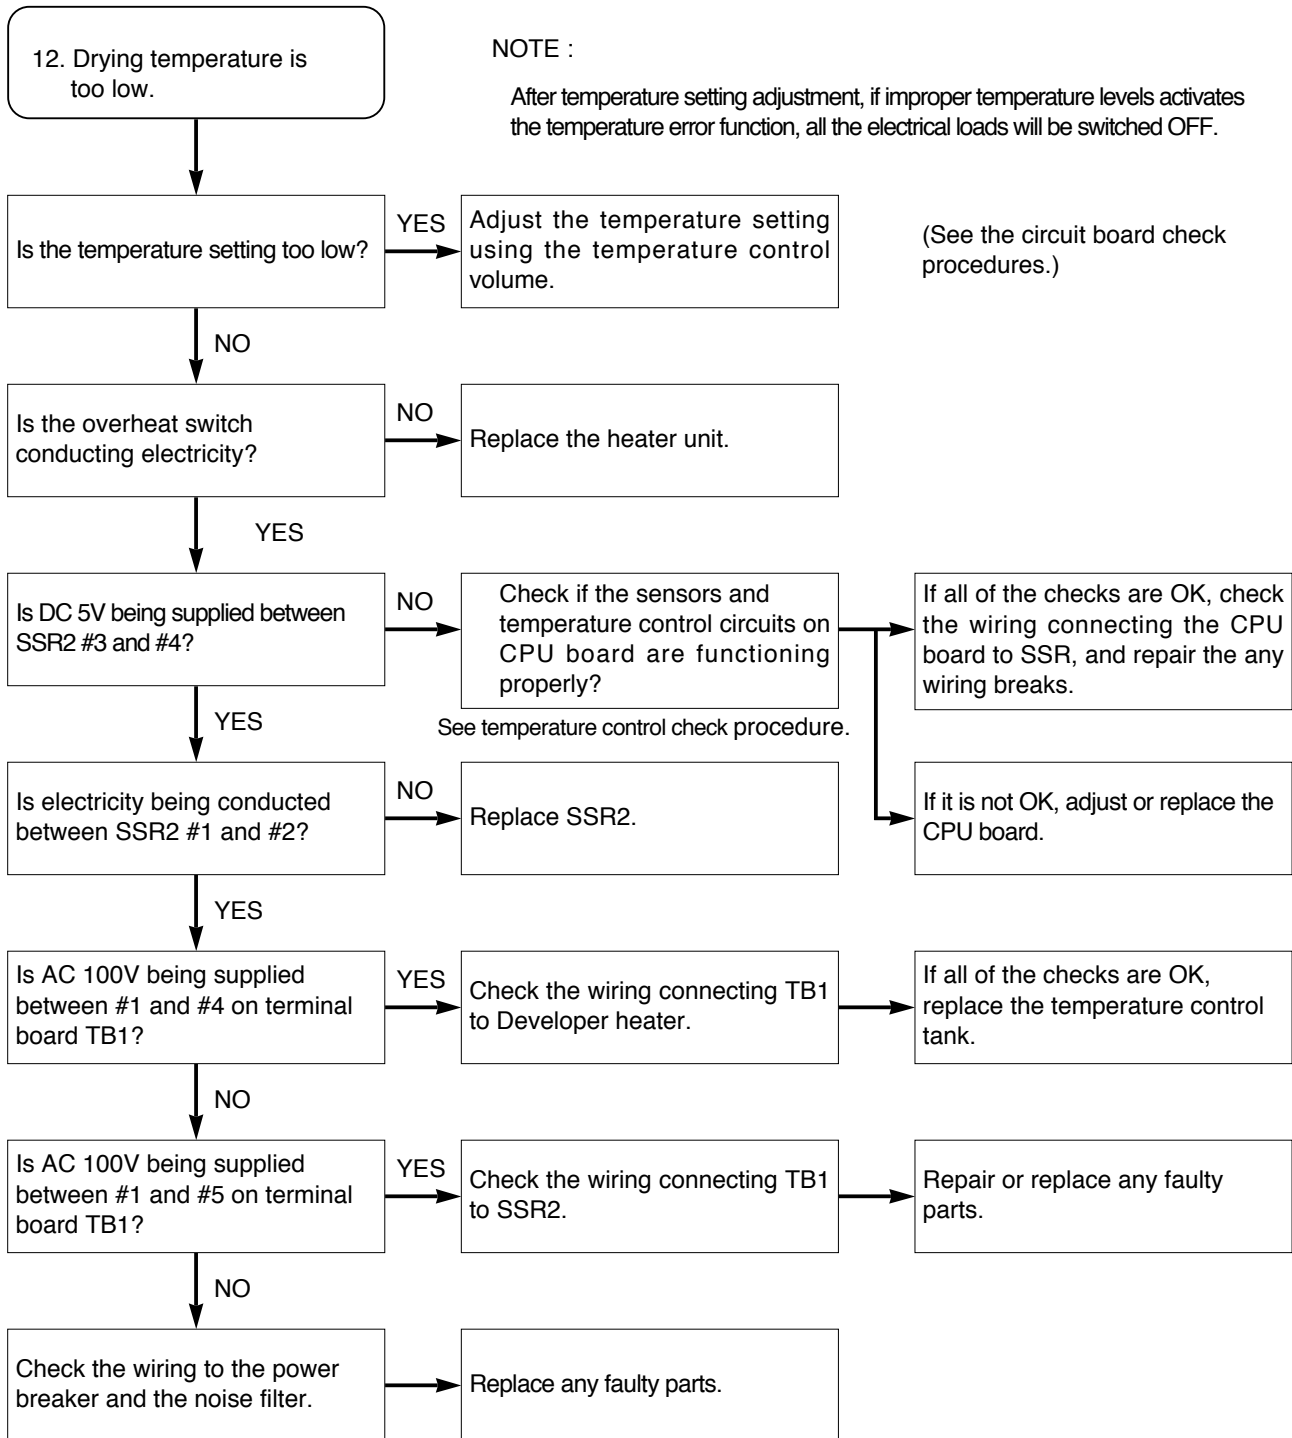 12. Drying temperature is
too low.
NOTE :
After temperature setting adjustment, if improper temperature levels activates
the temperature error function, all the electrical loads will be switched OFF.
Is the temperature setting too low?
YES
Adjust the temperature setting
using the temperature control
volume.
(See the circuit board check
procedures.)
NO
Is the overheat switch
conducting electricity?
NO
Replace the heater unit.
YES
Is DC 5V being supplied between
SSR2 #3 and #4?
NO
Check if the sensors and
temperature control circuits on
CPU board are functioning
properly?
If all of the checks are OK, check
the wiring connecting the CPU
board to SSR, and repair the any
wiring breaks.
See temperature control check procedure.
YES
Is electricity being conducted
between SSR2 #1 and #2?
NO
Replace SSR2.
If it is not OK, adjust or replace the
CPU board.
YES
Is AC 100V being supplied
between #1 and #4 on terminal
board TB1?
YES
Check the wiring connecting TB1
to Developer heater.
If all of the checks are OK,
replace the temperature control
tank.
NO
Is AC 100V being supplied
between #1 and #5 on terminal
board TB1?
YES
Check the wiring connecting TB1
to SSR2.
Repair or replace any faulty
parts.
NO
Check the wiring to the power
breaker and the noise filter.
Replace any faulty parts.